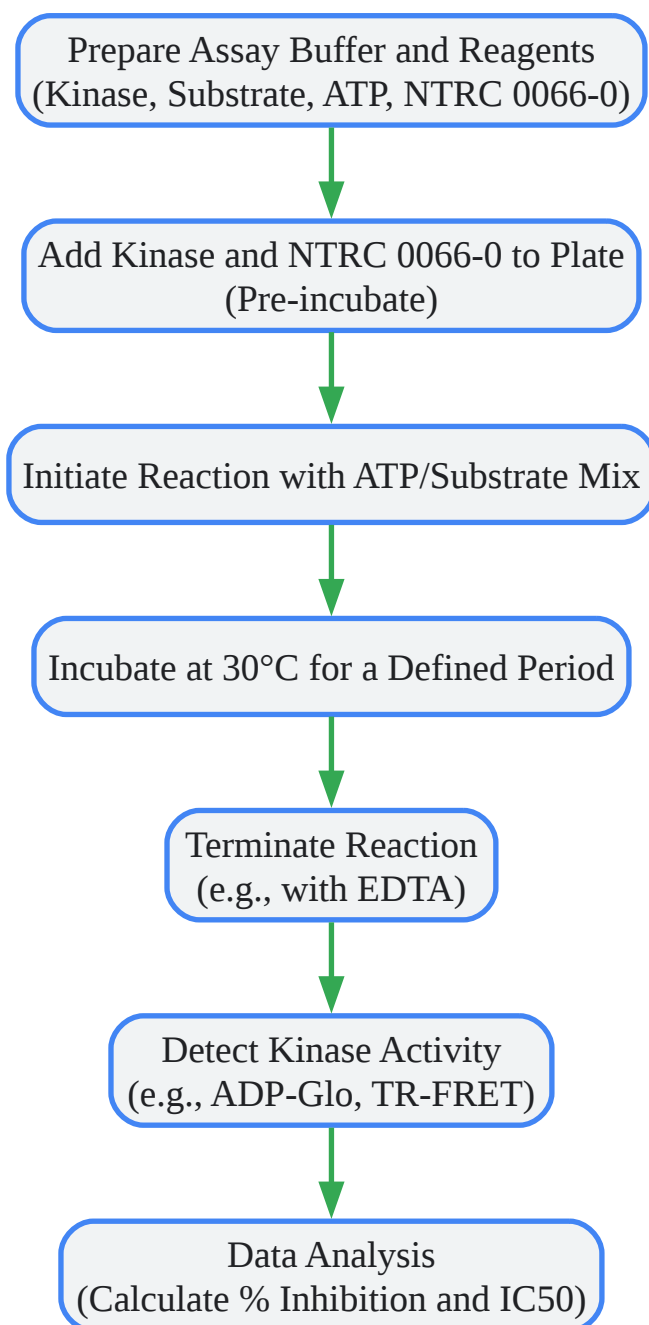 Prepare Assay Buffer and Reagents
(Kinase, Substrate, ATP, NTRC 0066-0)
Add Kinase and NTRC 0066-0 to Plate
(Pre-incubate)
Initiate Reaction with ATP/Substrate Mix
Incubate at 30°C for a Defined Period
Terminate Reaction
(e.g., with EDTA)
Detect Kinase Activity
(e.g., ADP-Glo, TR-FRET)
Data Analysis
(Calculate % Inhibition and IC50)